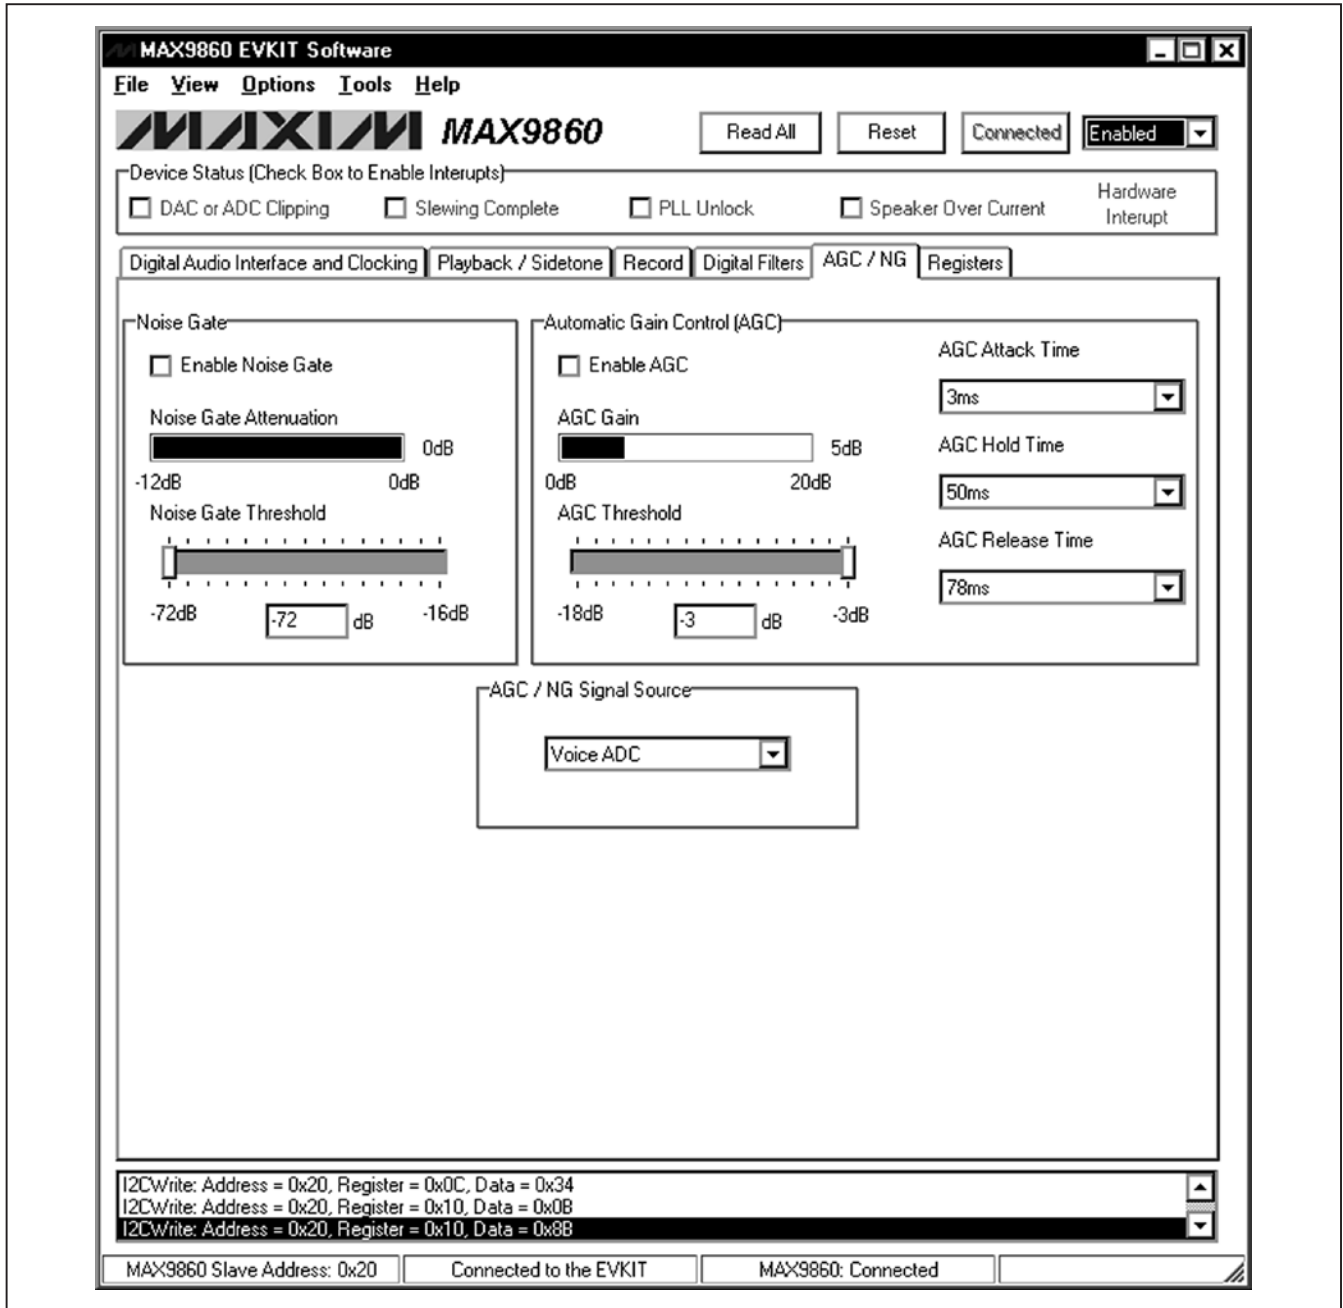 MAX9860 EVKIT Software
File View Options Tools Help
MAXIM MAX9860 Read All Reset Connected Enabled
Device Status (Check Box to Enable Interupts)
DAC or ADC Clipping Slewing Complete PLL Unlock Speaker Over Current Hardware Interupt
Digital Audio Interface and Clocking Playback / Sidetone Record Digital Filters AGC / NG Registers
Noise Gate
Enable Noise Gate
Noise Gate Attenuation
0dB
-12dB 0dB
Noise Gate Threshold
-72dB -72 dB -16dB
Automatic Gain Control (AGC)
Enable AGC
AGC Gain
5dB
0dB 20dB
AGC Threshold
-18dB -3 dB -3dB
AGC Attack Time
3ms
AGC Hold Time
50ms
AGC Release Time
78ms
AGC / NG Signal Source
Voice ADC
I2CWrite: Address = 0x20, Register = 0x0C, Data = 0x34
I2CWrite: Address = 0x20, Register = 0x10, Data = 0x0B
I2CWrite: Address = 0x20, Register = 0x10, Data = 0x8B
MAX9860 Slave Address: 0x20 Connected to the EVKIT MAX9860: Connected